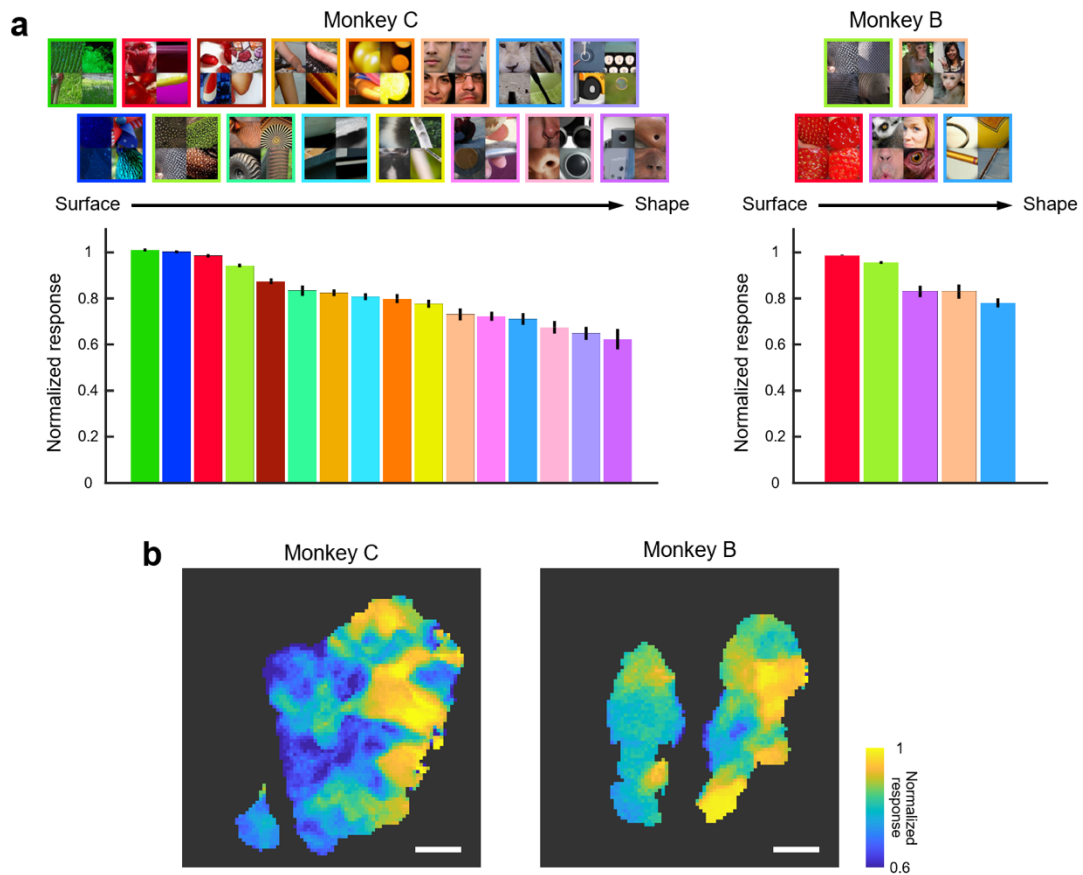 a
Monkey C
Monkey B
Surface
Shape
Surface
Shape
Normalized response
1
0.8
0.6
0.4
0.2
0
Normalized response
1
0.8
0.6
0.4
0.2
0
b
Monkey C
Monkey B
1
Normalized
response
0.6